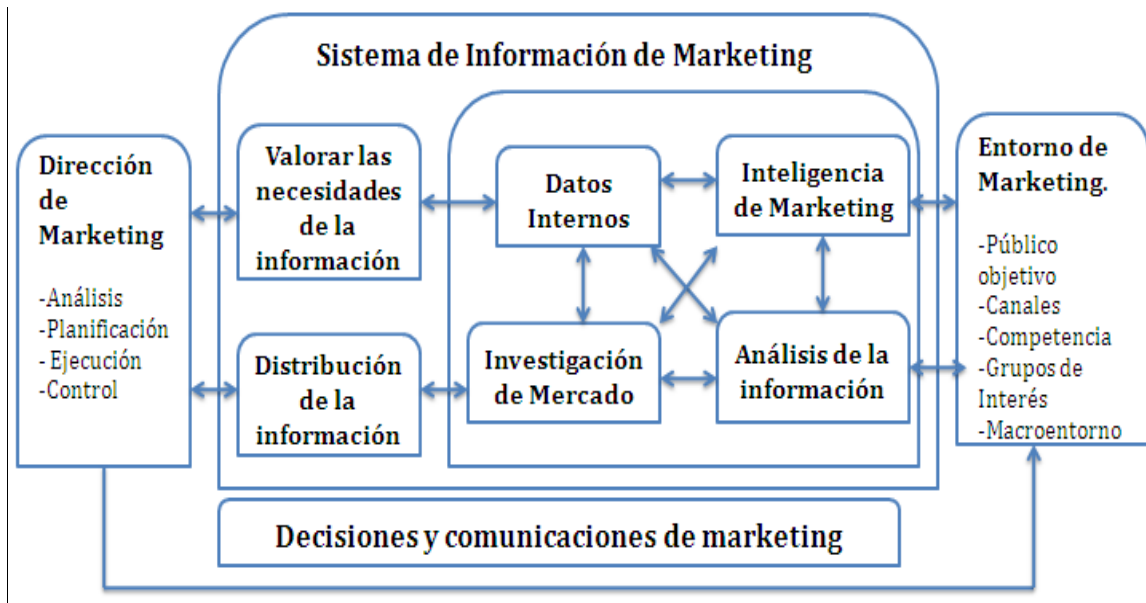 Sistema de Información de Marketing
Dirección
de
Marketing
-Análisis
-Planificación
- Ejecución
-Control
Valorar las
necesidades
de la
información
Distribución
de la
información
Datos
Internos
Inteligencia
de Marketing
Investigación
de Mercado
Análisis de la
información
Entorno de
Marketing.
-Público
objetivo
-Canales
-Competencia
-Grupos de
Interés
-Macroentorno
Decisiones y comunicaciones de marketing